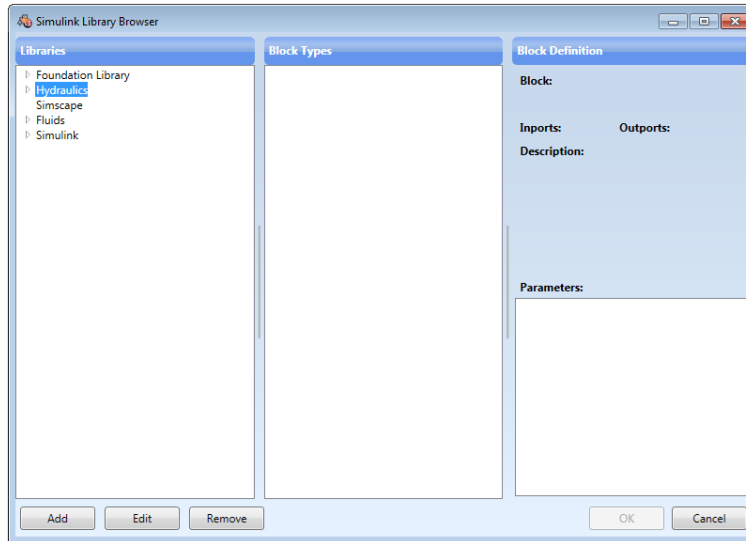 Simulink Library Browser
Libraries
Block Types
Block Definition
Foundation Library
Hydraulics
Simscape
Fluids
Simulink
Block:
Inports: Outports:
Description:
Parameters:
Add Edit Remove OK Cancel